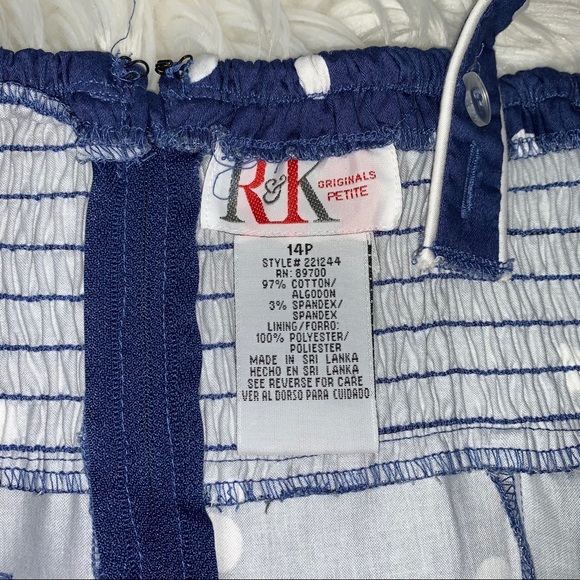 R&K
ORIGINALS
PETITE
14P
STYLE# 221244
RN: 89700
97% COTTON/
ALGODON
3% SPANDEX/
SPANDEX
LINING/FORRO:
100% POLYESTER/
POLIESTER
MADE IN SRI LANKA
HECHO EN SRI LANKA
SEE REVERSE FOR CARE
VER AL DORSO PARA CUIDADO